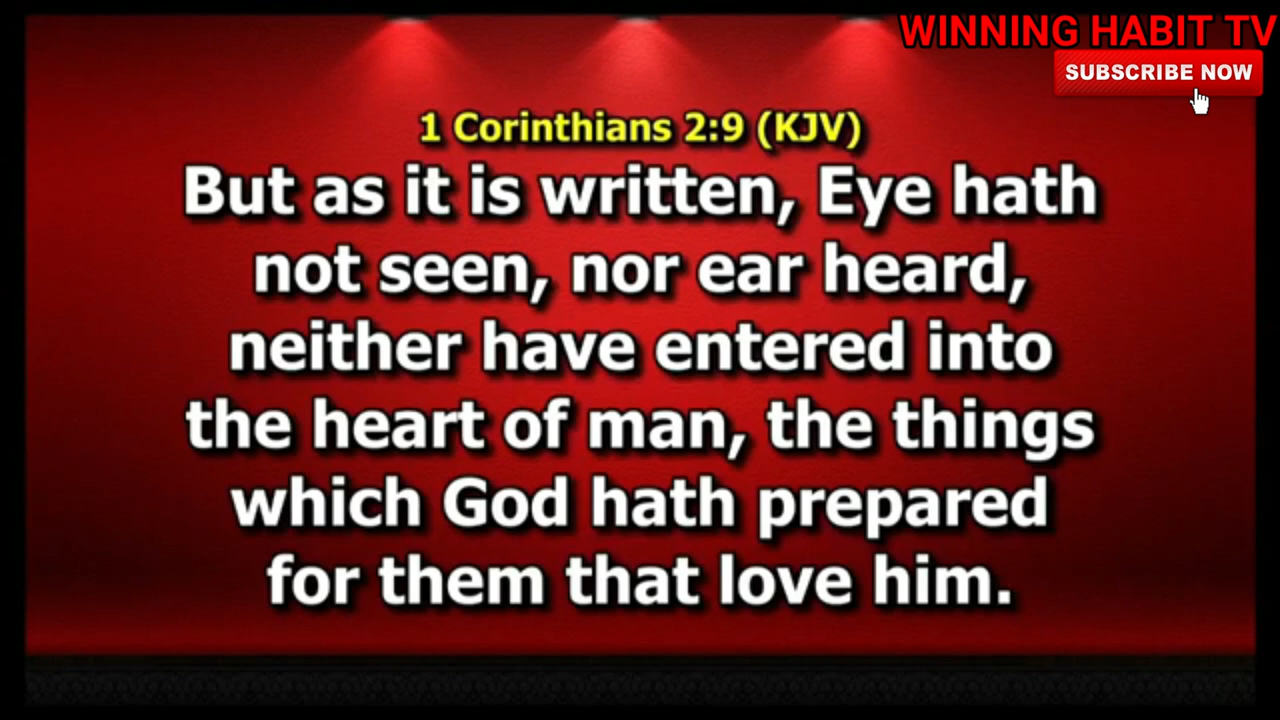 WINNING HABIT TV
SUBSCRIBE NOW
1 Corinthians 2:9 (KJV)
But as it is written, Eye hath
not seen, nor ear heard,
neither have entered into
the heart of man, the things
which God hath prepared
for them that love him.